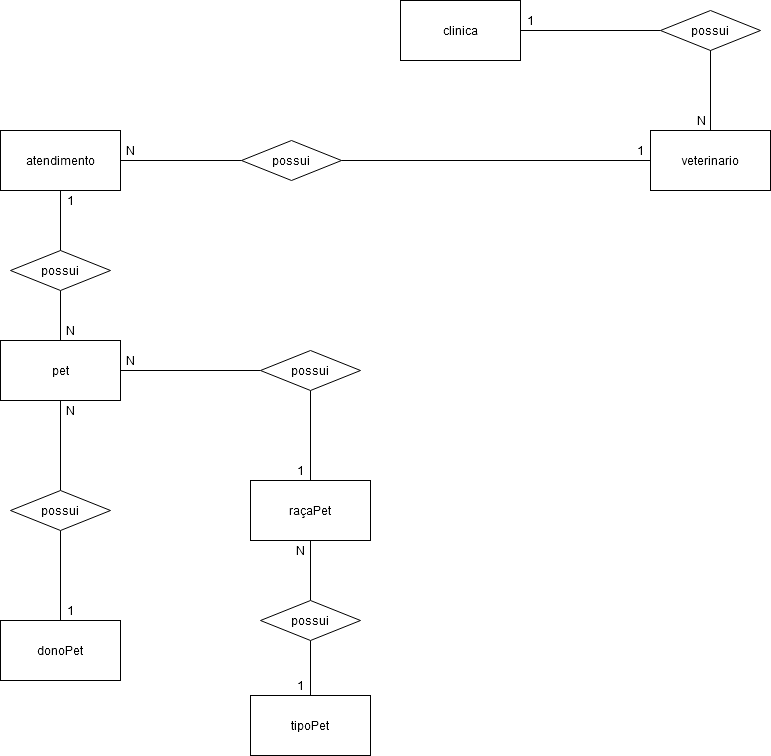 clinica
1
possui
N
atendimento
N
possui
1
veterinario
1
possui
N
pet
N
possui
N
1
raçaPet
N
possui
1
donoPet
possui
1
tipoPet